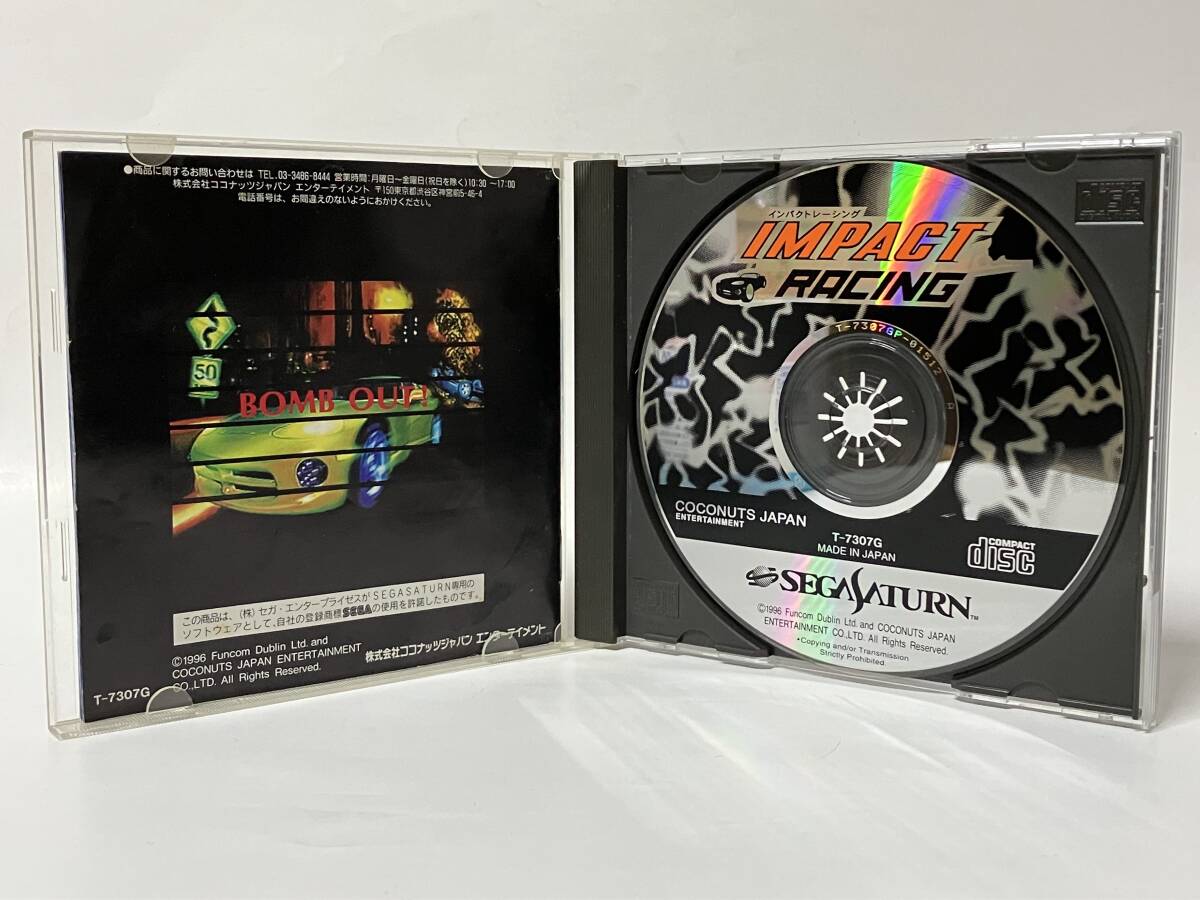 ●商品に関するお問い合わせは TEL.03-3486-8444 営業時間:月曜日〜金曜日(祝日を除く)10:30 〜17:00
株式会社ココナッツジャパン エンターテイメント 〒150東京都渋谷区神宮前5-46-4
電話番号は、お間違えのないようにおかけください。
50
BOMB OUT!
この商品は、(株)セガ・エンタープライゼスがSEGASATURN専用の
ソフトウェアとして、自社の登録商標SEGAの使用を許諾したものです。
©1996 Funcom Dublin Ltd. and
COCONUTS JAPAN ENTERTAINMENT
CO.,LTD. All Rights Reserved.
株式会社ココナッツジャパン エンターテイメント
T-7307G
インパクトレーシング
IMPACT
RACING
T-7307GP-01512
COCONUTS JAPAN
ENTERTAINMENT
T-7307G
MADE IN JAPAN
COMPACT
disc
SEGASATURN™
©1996 Funcom Dublin Ltd. and COCONUTS JAPAN
ENTERTAINMENT CO.,LTD. All Rights Reserved.
•Copying and/or Transmission
Strictly Prohibited.